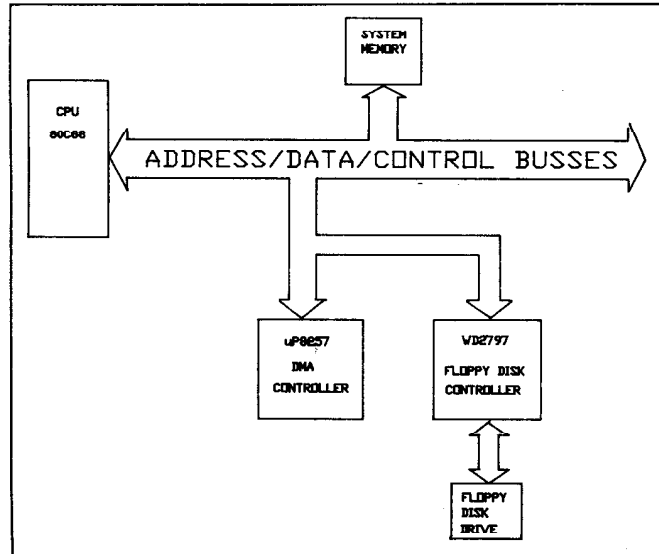 SYSTEM
MEMORY
CPU
80C88
ADDRESS/DATA/CONTROL BUSSES
uP8257
DMA
CONTROLLER
WD2797
FLOPPY DISK
CONTROLLER
FLOPPY
DISK
DRIVE